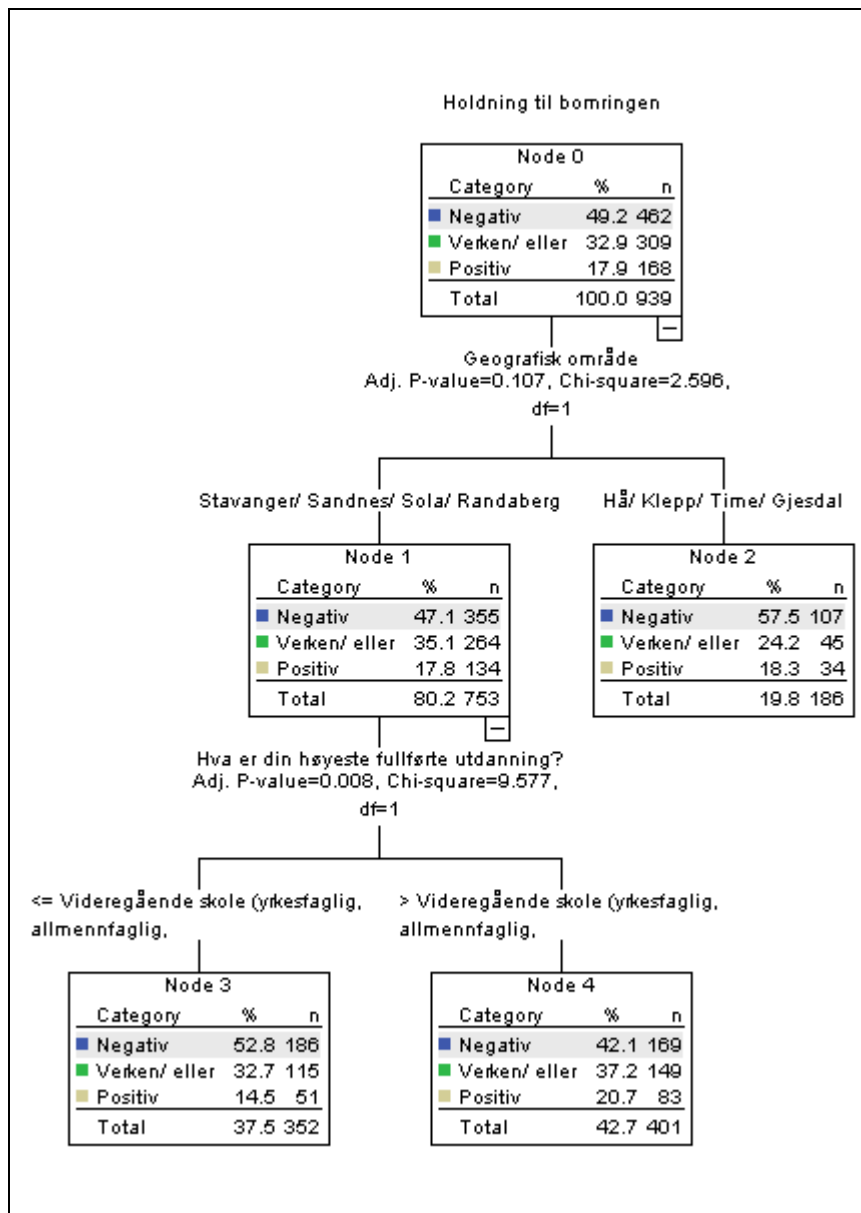 Holdning til bomringen
Node 0
Category % n
Negativ 49.2 462
Verken/ eller 32.9 309
Positiv 17.9 168
Total 100.0 939
Geografisk område
Adj. P-value=0.107, Chi-square=2.596,
df=1
Stavanger/ Sandnes/ Sola/ Randaberg
Hå/ Klepp/ Time/ Gjesdal
Node 1
Category % n
Negativ 47.1 355
Verken/ eller 35.1 264
Positiv 17.8 134
Total 80.2 753
Node 2
Category % n
Negativ 57.5 107
Verken/ eller 24.2 45
Positiv 18.3 34
Total 19.8 186
Hva er din høyeste fullførte utdanning?
Adj. P-value=0.008, Chi-square=9.577,
df=1
<= Videregående skole (yrkesfaglig,
allmennfaglig,
> Videregående skole (yrkesfaglig,
allmennfaglig,
Node 3
Category % n
Negativ 52.8 186
Verken/ eller 32.7 115
Positiv 14.5 51
Total 37.5 352
Node 4
Category % n
Negativ 42.1 169
Verken/ eller 37.2 149
Positiv 20.7 83
Total 42.7 401